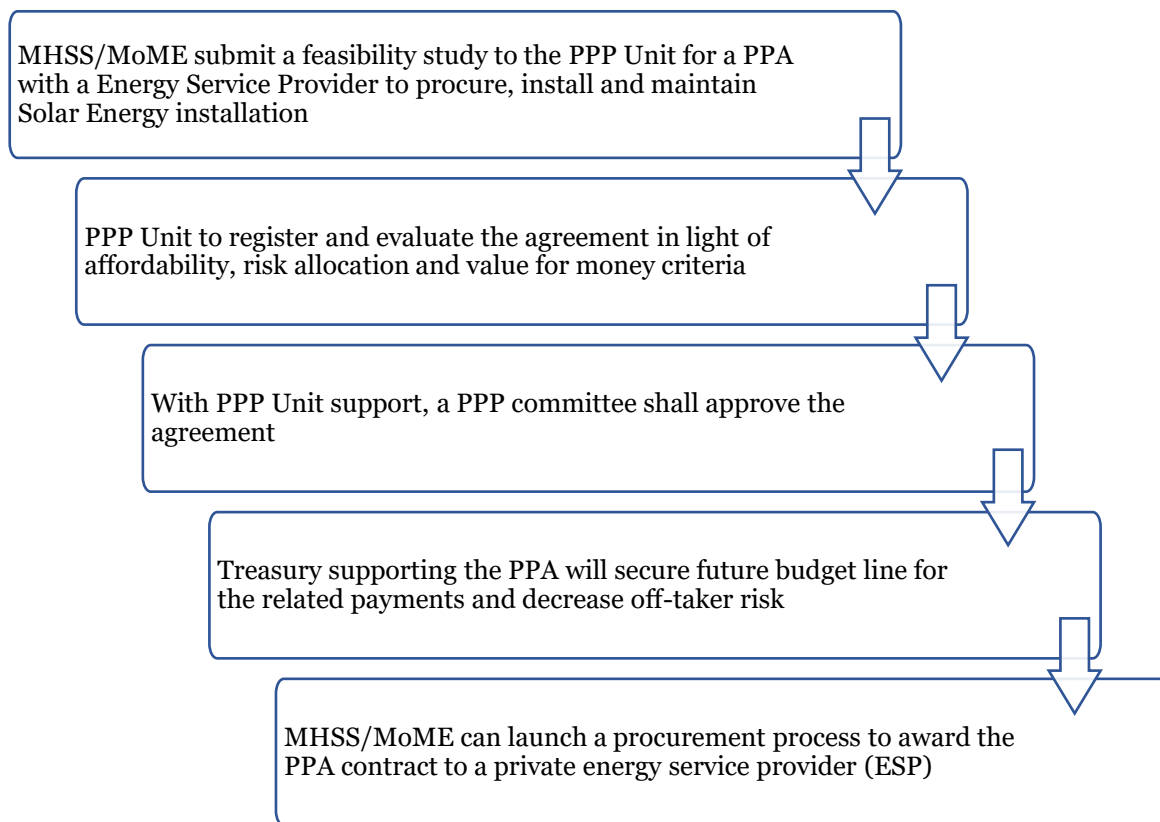 MHSS/MoME submit a feasibility study to the PPP Unit for a PPA
with a Energy Service Provider to procure, install and maintain
Solar Energy installation
PPP Unit to register and evaluate the agreement in light of
affordability, risk allocation and value for money criteria
With PPP Unit support, a PPP committee shall approve the
agreement
Treasury supporting the PPA will secure future budget line for
the related payments and decrease off-taker risk
MHSS/MoME can launch a procurement process to award the
PPA contract to a private energy service provider (ESP)